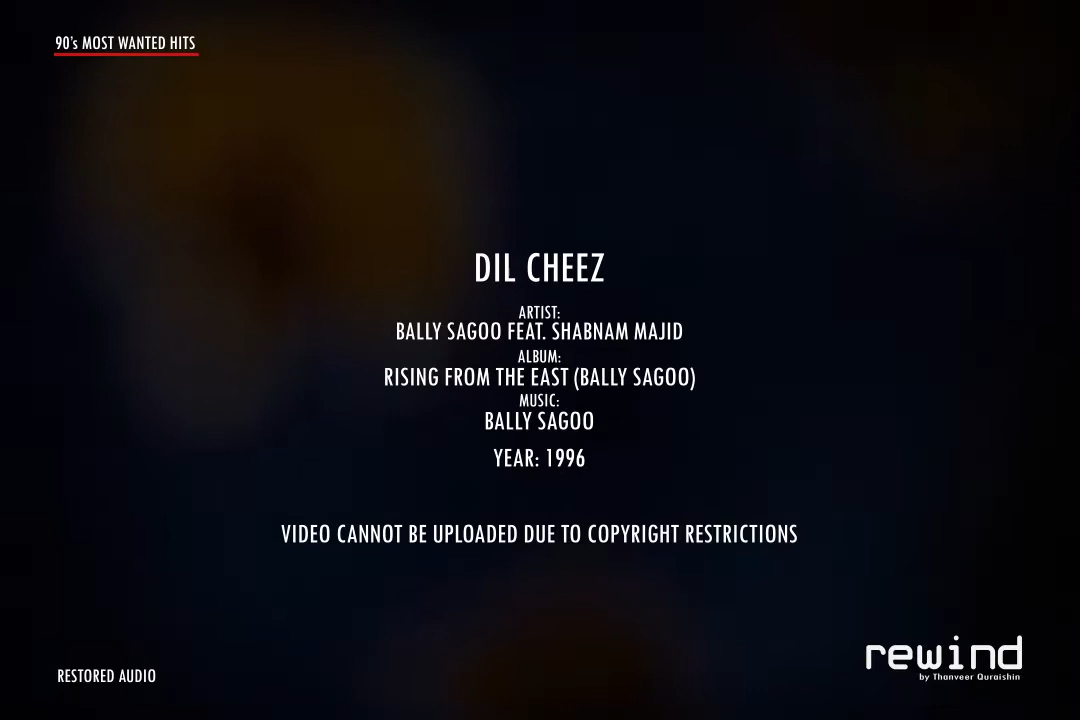 90's MOST WANTED HITS
DIL CHEEZ
ARTIST:
BALLY SAGOO FEAT. SHABNAM MAJID
ALBUM:
RISING FROM THE EAST (BALLY SAGOO)
MUSIC:
BALLY SAGOO
YEAR: 1996
VIDEO CANNOT BE UPLOADED DUE TO COPYRIGHT RESTRICTIONS
RESTORED AUDIO
rewind
by Thanveer Quraishin